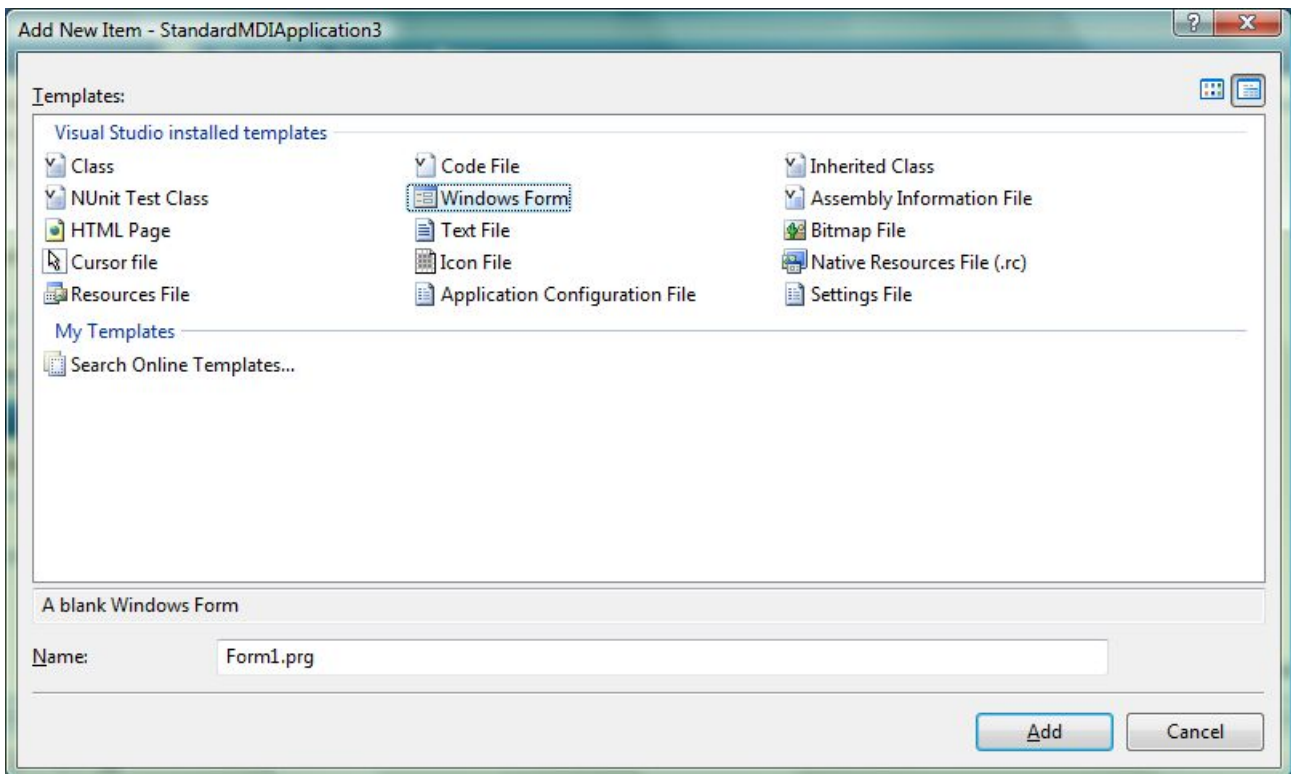 Add New Item - StandardMDIApplication3
Templates:
Visual Studio installed templates
Class Code File Inherited Class
NUnit Test Class Windows Form Assembly Information File
HTML Page Text File Bitmap File
Cursor file Icon File Native Resources File (.rc)
Resources File Application Configuration File Settings File
My Templates
Search Online Templates...
A blank Windows Form
Name: Form1.prg
Add Cancel